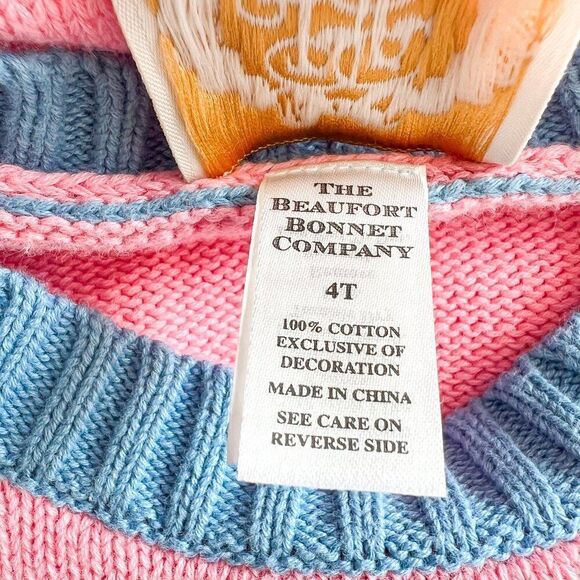 THE
BEAUFORT
BONNET
COMPANY
4T
100% COTTON
EXCLUSIVE OF
DECORATION
MADE IN CHINA
SEE CARE ON
REVERSE SIDE